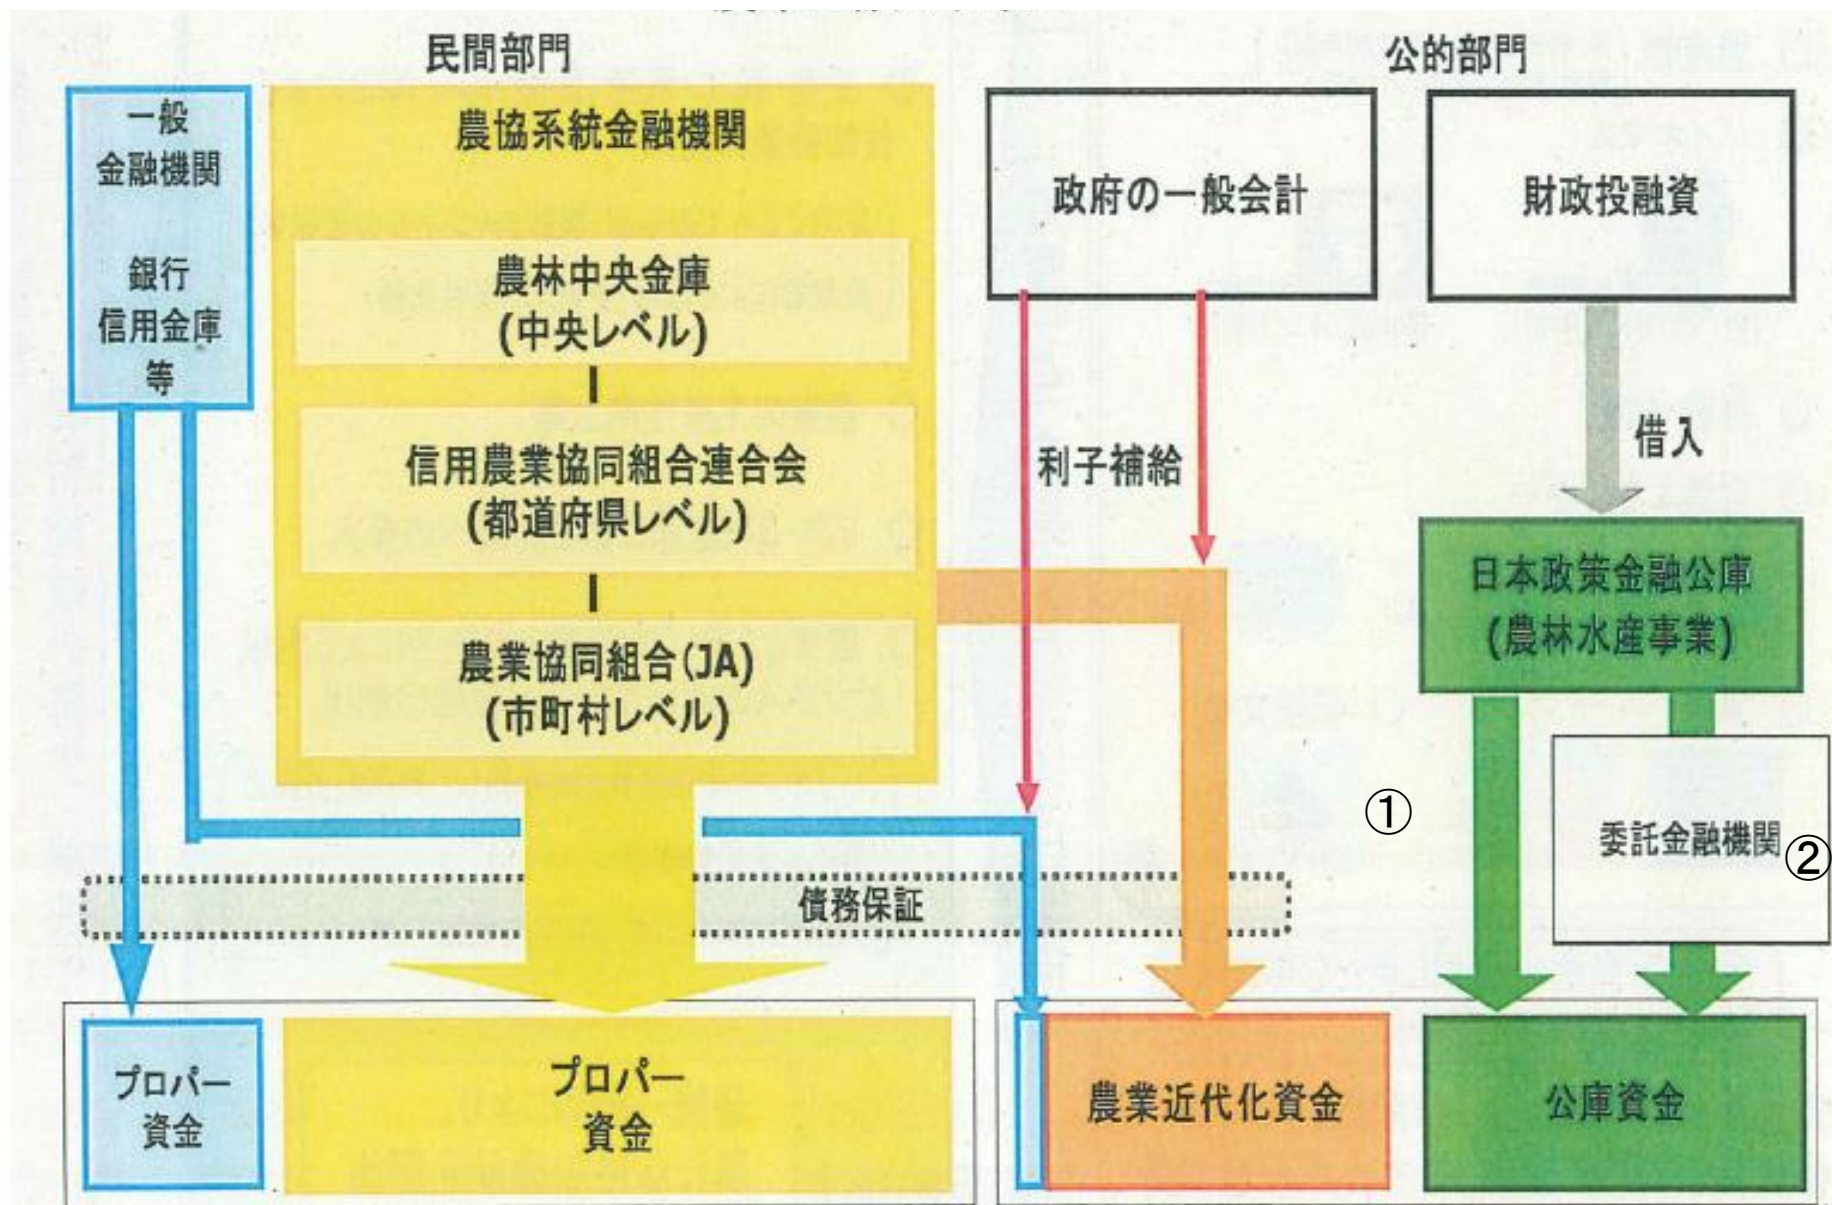 民間部門
公的部門
一般
金融機関
銀行
信用金庫
等
農協系統金融機関
農林中央金庫
(中央レベル)
信用農業協同組合連合会
(都道府県レベル)
農業協同組合(JA)
(市町村レベル)
政府の一般会計
財政投融資
利子補給
借入
日本政策金融公庫
(農林水産事業)
①
委託金融機関
②
債務保証
プロパー
資金
プロパー
資金
農業近代化資金
公庫資金